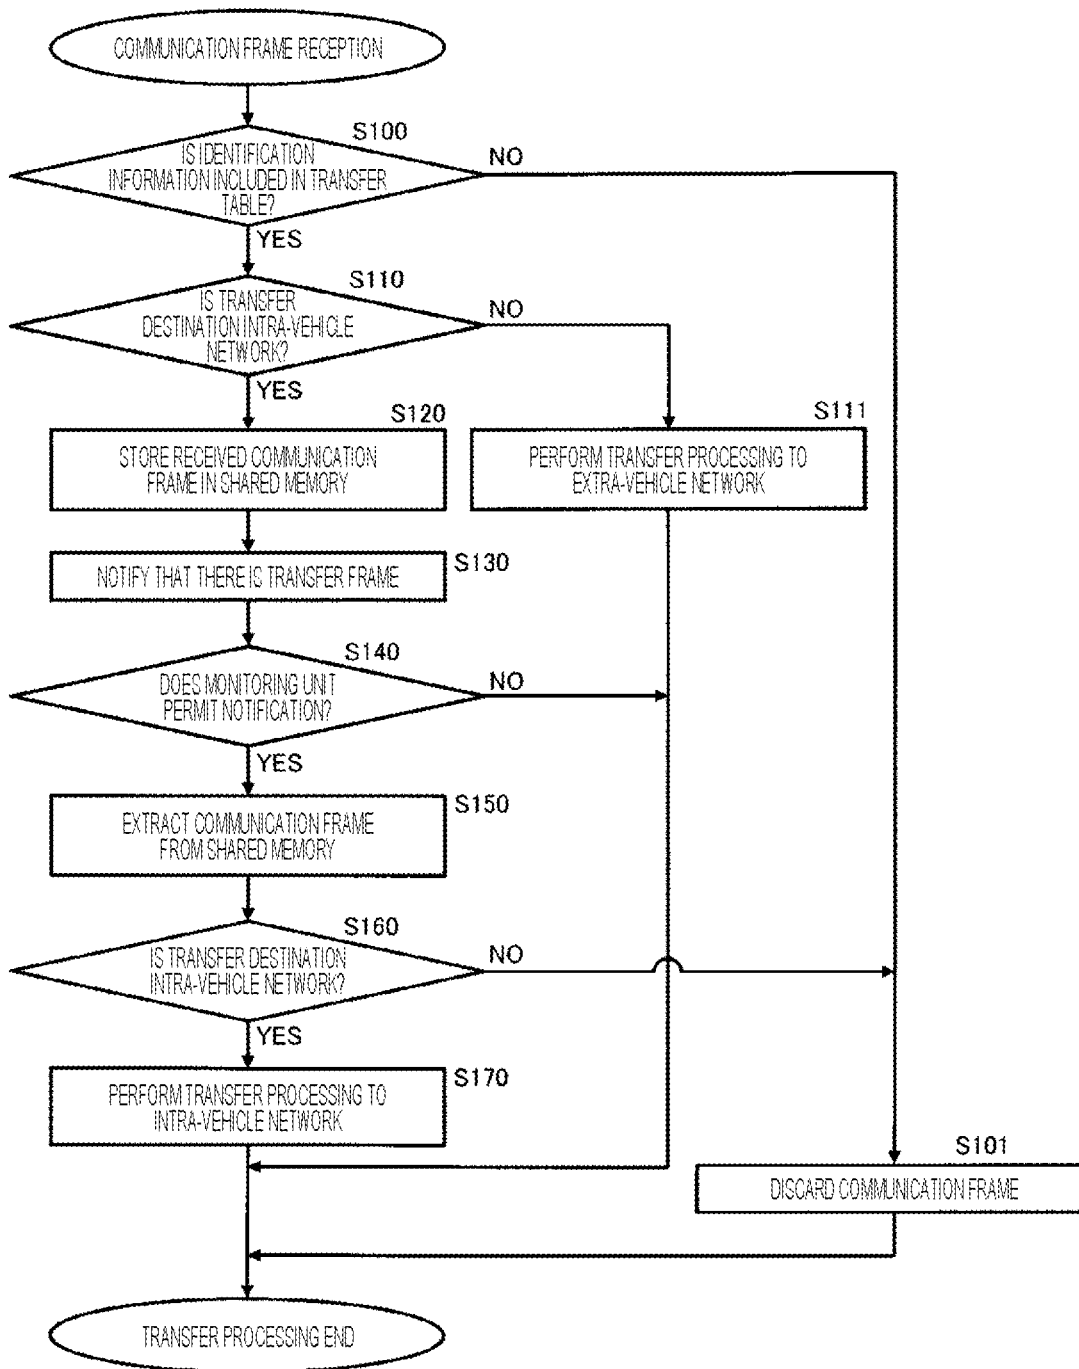 COMMUNICATION FRAME RECEPTION
S100
IS IDENTIFICATION
INFORMATION INCLUDED IN TRANSFER
TABLE?
NO
YES
S110
IS TRANSFER
DESTINATION INTRA-VEHICLE
NETWORK?
NO
YES
S120
STORE RECEIVED COMMUNICATION
FRAME IN SHARED MEMORY
S111
PERFORM TRANSFER PROCESSING TO
EXTRA-VEHICLE NETWORK
S130
NOTIFY THAT THERE IS TRANSFER FRAME
S140
DOES MONITORING UNIT
PERMIT NOTIFICATION?
NO
YES
S150
EXTRACT COMMUNICATION FRAME
FROM SHARED MEMORY
S160
IS TRANSFER DESTINATION
INTRA-VEHICLE NETWORK?
NO
YES
S170
PERFORM TRANSFER PROCESSING TO
INTRA-VEHICLE NETWORK
S101
DISCARD COMMUNICATION FRAME
TRANSFER PROCESSING END